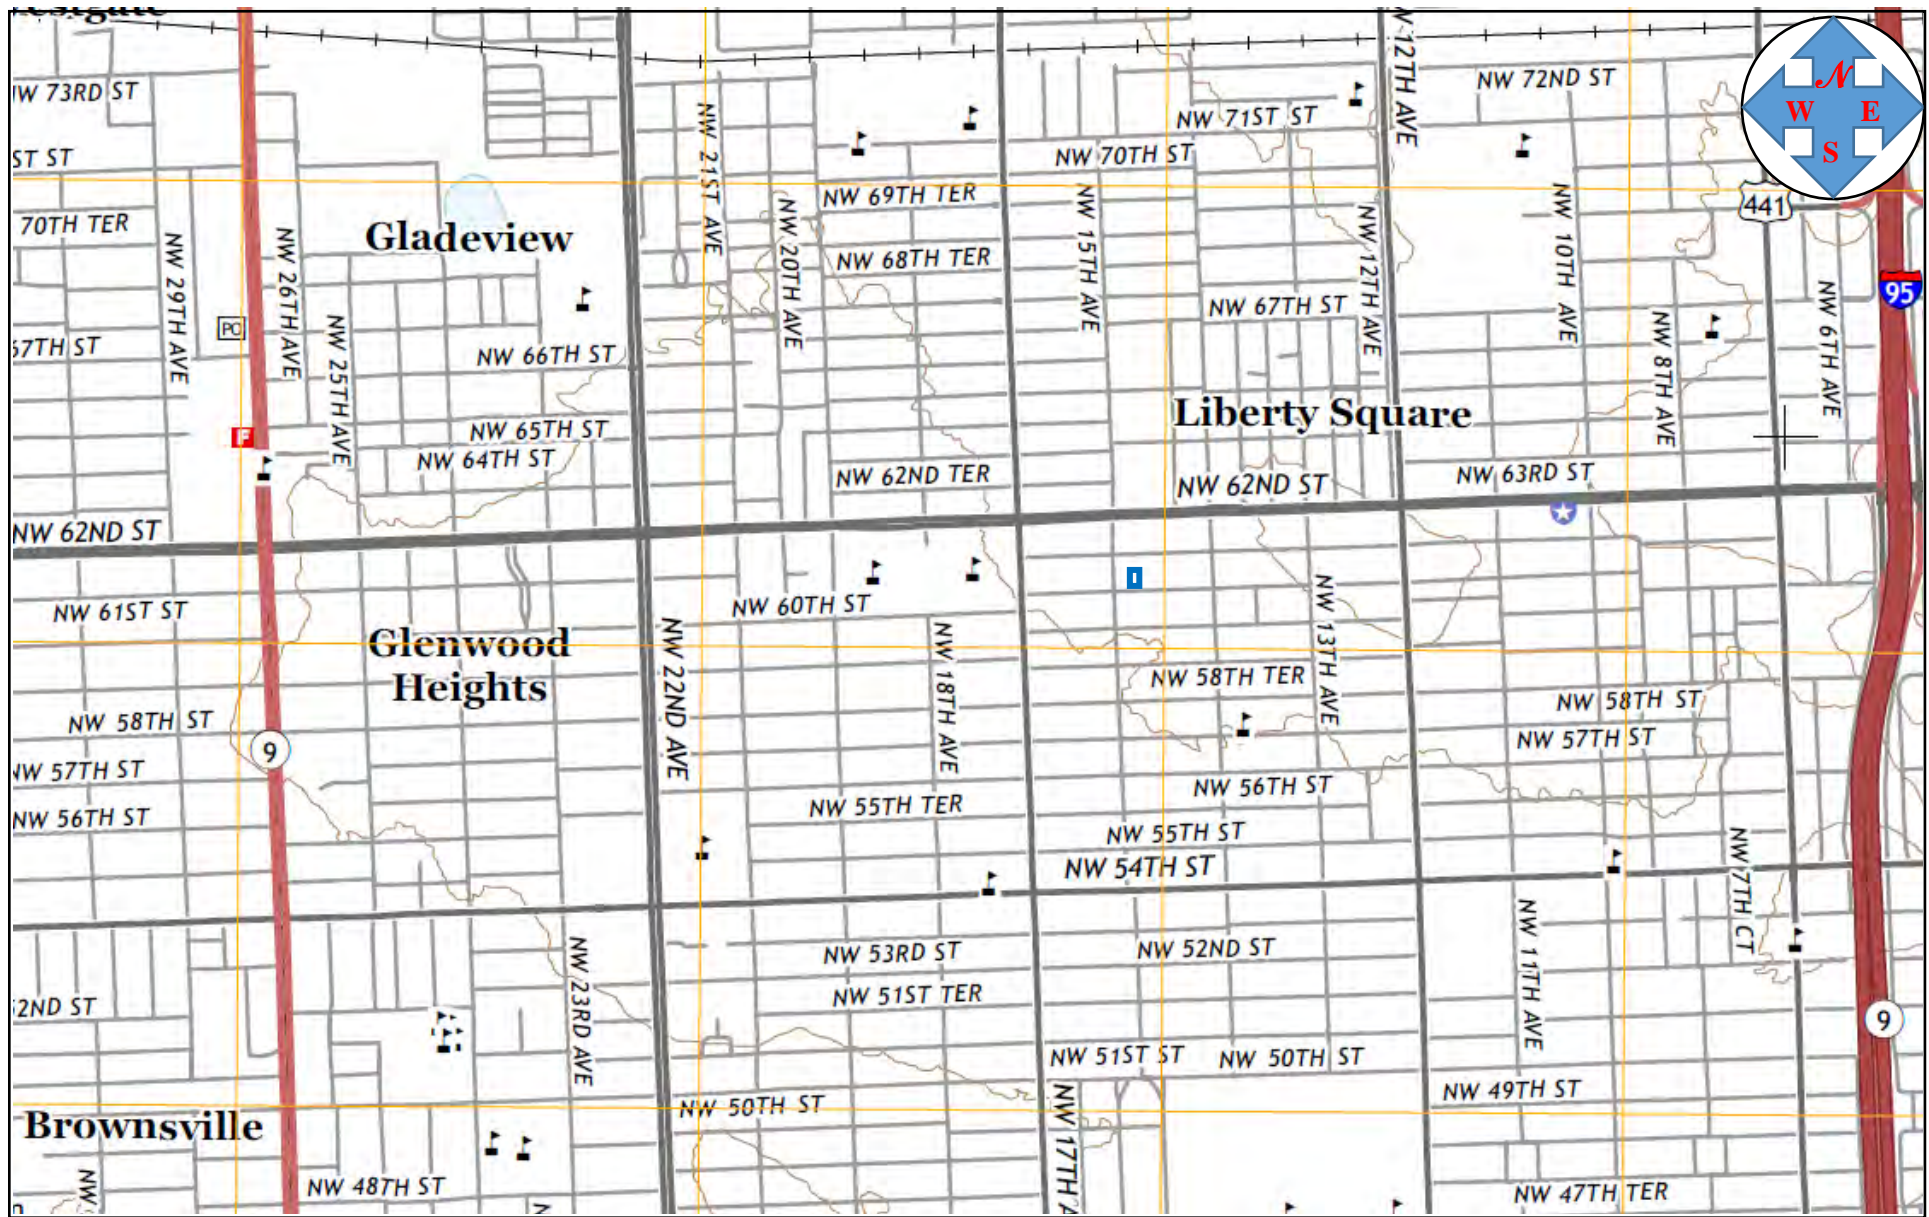 NW 73RD ST
NW 12TH AVE
NW 72ND ST
N
W E
S
NW 71ST ST
NW 21ST AVE
NW 70TH ST
ST ST
NW 69TH TER
441
70TH TER
Gladeview
NW 29TH AVE
NW 26TH AVE
NW 20TH AVE
NW 68TH TER
NW 15TH AVE
NW 12TH AVE
NW 10TH AVE
95
NW 67TH ST
NW 6TH AVE
PO
67TH ST
NW 25TH AVE
NW 66TH ST
NW 8TH AVE
Liberty Square
F
NW 65TH ST
NW 64TH ST
NW 62ND TER
NW 62ND ST
NW 63RD ST
NW 62ND ST
NW 61ST ST
NW 60TH ST
NW 13TH AVE
Glenwood
Heights
NW 22ND AVE
NW 18TH AVE
NW 58TH TER
NW 58TH ST
NW 58TH ST
NW 57TH ST
9
NW 57TH ST
NW 56TH ST
NW 55TH TER
NW 56TH ST
NW 55TH ST
NW 54TH ST
NW 7TH CT
NW 11TH AVE
NW 53RD ST
NW 52ND ST
NW 23RD AVE
52ND ST
NW 51ST TER
9
NW 51ST ST
NW 50TH ST
NW 49TH ST
NW 50TH ST
Brownsville
NW 17TH A
NW
NW 48TH ST
NW 47TH TER